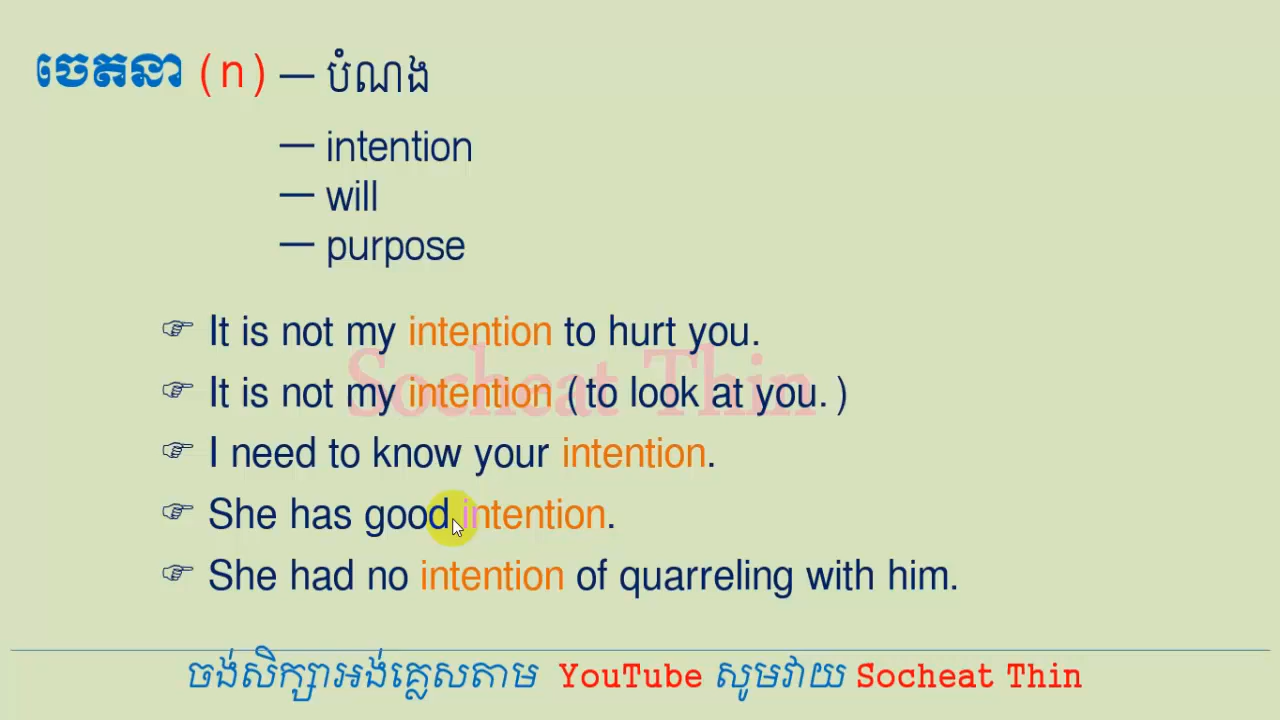 ចេតនា (n) — បំណង
— intention
— will
— purpose
☞ It is not my intention to hurt you.
Socheat Thin
☞ It is not my intention (to look at you. )
☞ I need to know your intention.
☞ She has good intention.
☞ She had no intention of quarreling with him.
ចង់សិក្សាអង់គ្លេសតាម YouTube សូមវាយ Socheat Thin